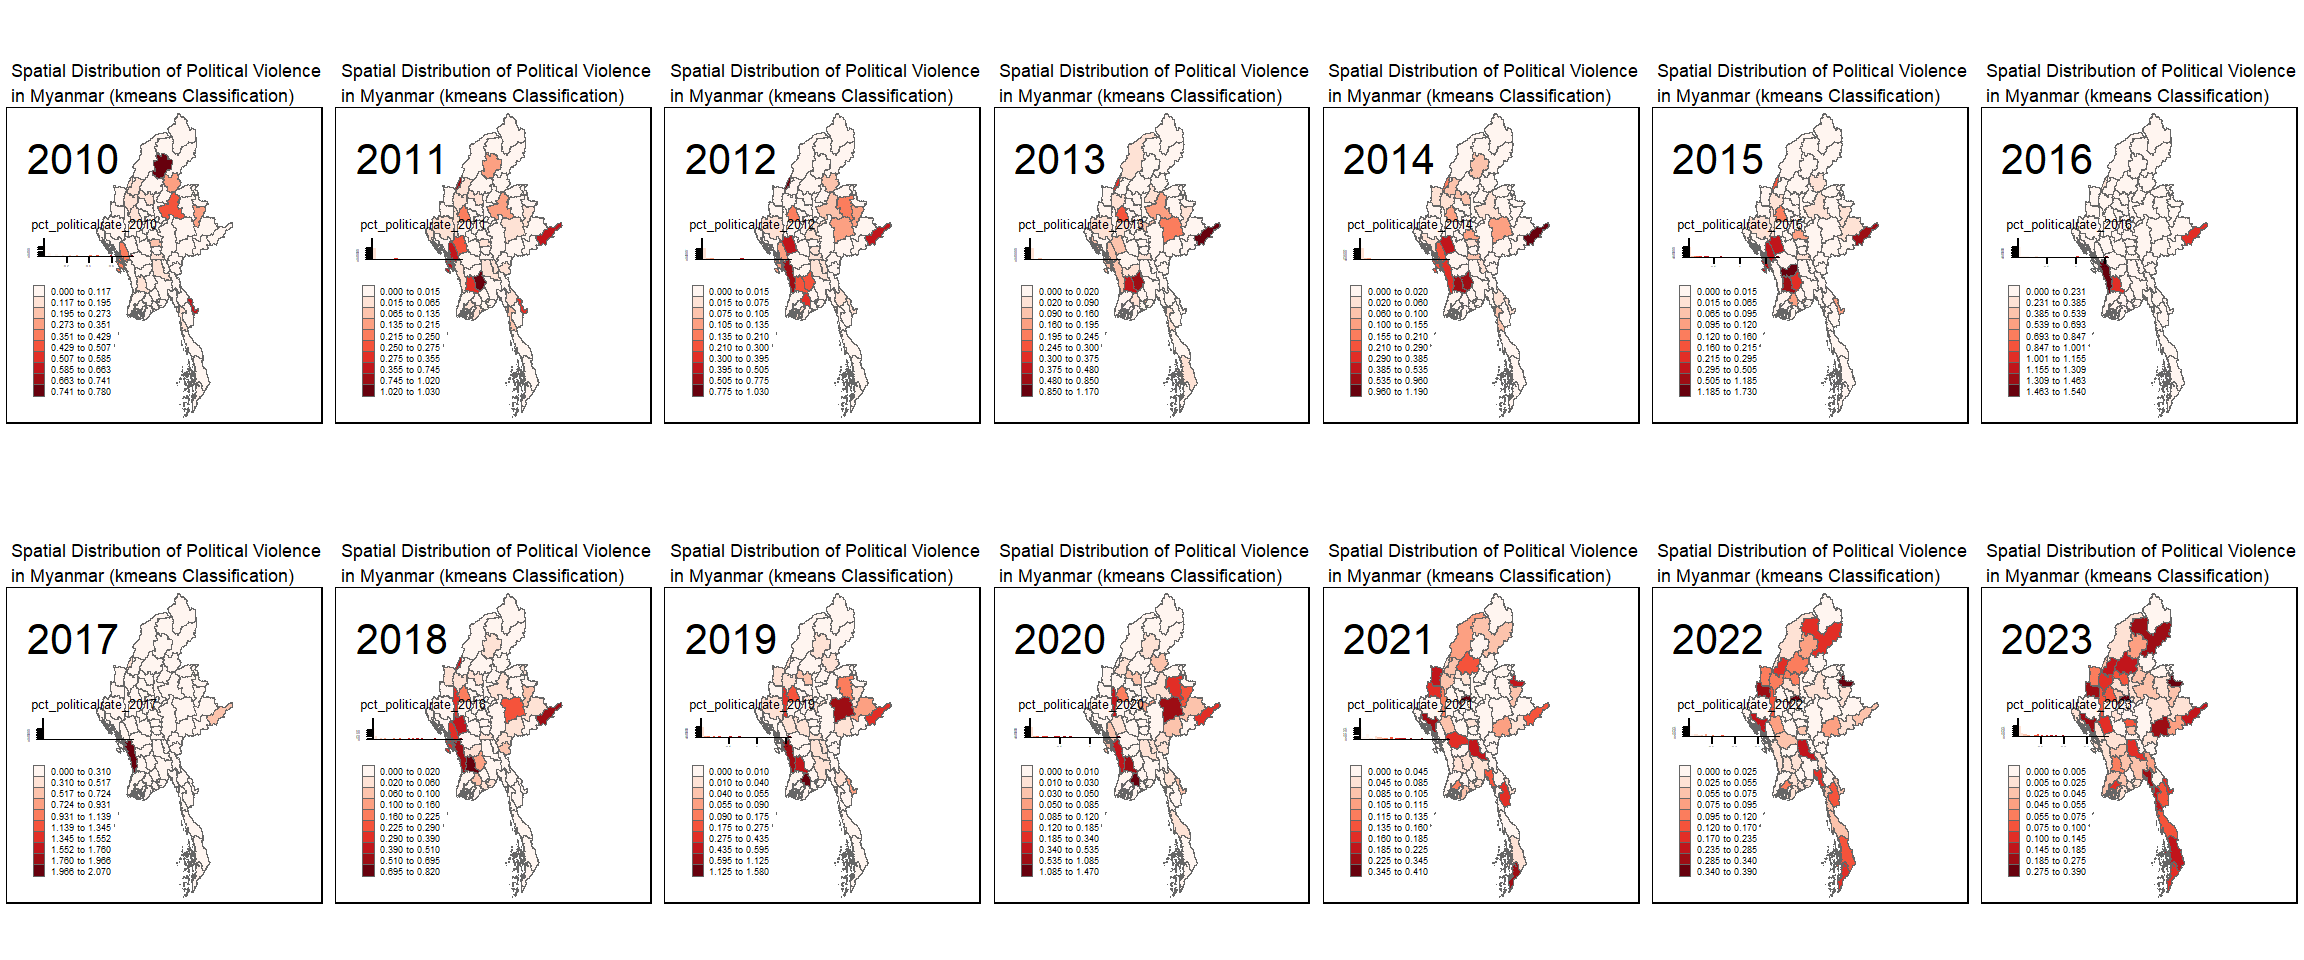 Spatial Distribution of Political Violence
in Myanmar (kmeans Classification)
2010
pct_politicalrate_2010
0.000 to 0.117
0.117 to 0.195
0.195 to 0.273
0.273 to 0.351
0.351 to 0.429
0.429 to 0.507
0.507 to 0.585
0.585 to 0.663
0.663 to 0.741
0.741 to 0.780
Spatial Distribution of Political Violence
in Myanmar (kmeans Classification)
2011
pct_politicalrate_2011
0.000 to 0.015
0.015 to 0.065
0.065 to 0.135
0.135 to 0.215
0.215 to 0.250
0.250 to 0.275
0.275 to 0.355
0.355 to 0.745
0.745 to 1.020
1.020 to 1.030
Spatial Distribution of Political Violence
in Myanmar (kmeans Classification)
2012
pct_politicalrate_2012
0.000 to 0.015
0.015 to 0.075
0.075 to 0.105
0.105 to 0.135
0.135 to 0.210
0.210 to 0.300
0.300 to 0.395
0.395 to 0.505
0.505 to 0.775
0.775 to 1.030
Spatial Distribution of Political Violence
in Myanmar (kmeans Classification)
2013
pct_politicalrate_2013
0.000 to 0.020
0.020 to 0.090
0.090 to 0.160
0.160 to 0.195
0.195 to 0.245
0.245 to 0.300
0.300 to 0.375
0.375 to 0.480
0.480 to 0.850
0.850 to 1.170
Spatial Distribution of Political Violence
in Myanmar (kmeans Classification)
2014
pct_politicalrate_2014
0.000 to 0.020
0.020 to 0.060
0.060 to 0.100
0.100 to 0.155
0.155 to 0.210
0.210 to 0.290
0.290 to 0.385
0.385 to 0.535
0.535 to 0.960
0.960 to 1.190
Spatial Distribution of Political Violence
in Myanmar (kmeans Classification)
2015
pct_politicalrate_2015
0.000 to 0.015
0.015 to 0.065
0.065 to 0.095
0.095 to 0.120
0.120 to 0.160
0.160 to 0.215
0.215 to 0.295
0.295 to 0.505
0.505 to 1.185
1.185 to 1.730
Spatial Distribution of Political Violence
in Myanmar (kmeans Classification)
2016
pct_politicalrate_2016
0.000 to 0.231
0.231 to 0.385
0.385 to 0.539
0.539 to 0.693
0.693 to 0.847
0.847 to 1.001
1.001 to 1.155
1.155 to 1.309
1.309 to 1.463
1.463 to 1.540
Spatial Distribution of Political Violence
in Myanmar (kmeans Classification)
2017
pct_politicalrate_2017
0.000 to 0.310
0.310 to 0.517
0.517 to 0.724
0.724 to 0.931
0.931 to 1.139
1.139 to 1.345
1.345 to 1.552
1.552 to 1.760
1.760 to 1.966
1.966 to 2.070
Spatial Distribution of Political Violence
in Myanmar (kmeans Classification)
2018
pct_politicalrate_2018
0.000 to 0.020
0.020 to 0.060
0.060 to 0.100
0.100 to 0.160
0.160 to 0.225
0.225 to 0.290
0.290 to 0.390
0.390 to 0.510
0.510 to 0.695
0.695 to 0.820
Spatial Distribution of Political Violence
in Myanmar (kmeans Classification)
2019
pct_politicalrate_2019
0.000 to 0.010
0.010 to 0.040
0.040 to 0.055
0.055 to 0.090
0.090 to 0.175
0.175 to 0.275
0.275 to 0.435
0.435 to 0.595
0.595 to 1.125
1.125 to 1.580
Spatial Distribution of Political Violence
in Myanmar (kmeans Classification)
2020
pct_politicalrate_2020
0.000 to 0.010
0.010 to 0.030
0.030 to 0.050
0.050 to 0.085
0.085 to 0.120
0.120 to 0.185
0.185 to 0.340
0.340 to 0.535
0.535 to 1.085
1.085 to 1.470
Spatial Distribution of Political Violence
in Myanmar (kmeans Classification)
2021
pct_politicalrate_2021
0.000 to 0.045
0.045 to 0.085
0.085 to 0.105
0.105 to 0.115
0.115 to 0.135
0.135 to 0.160
0.160 to 0.185
0.185 to 0.225
0.225 to 0.345
0.345 to 0.410
Spatial Distribution of Political Violence
in Myanmar (kmeans Classification)
2022
pct_politicalrate_2022
0.000 to 0.025
0.025 to 0.055
0.055 to 0.075
0.075 to 0.095
0.095 to 0.120
0.120 to 0.170
0.170 to 0.235
0.235 to 0.285
0.285 to 0.340
0.340 to 0.390
Spatial Distribution of Political Violence
in Myanmar (kmeans Classification)
2023
pct_politicalrate_2023
0.000 to 0.005
0.005 to 0.025
0.025 to 0.045
0.045 to 0.055
0.055 to 0.075
0.075 to 0.100
0.100 to 0.145
0.145 to 0.185
0.185 to 0.275
0.275 to 0.390